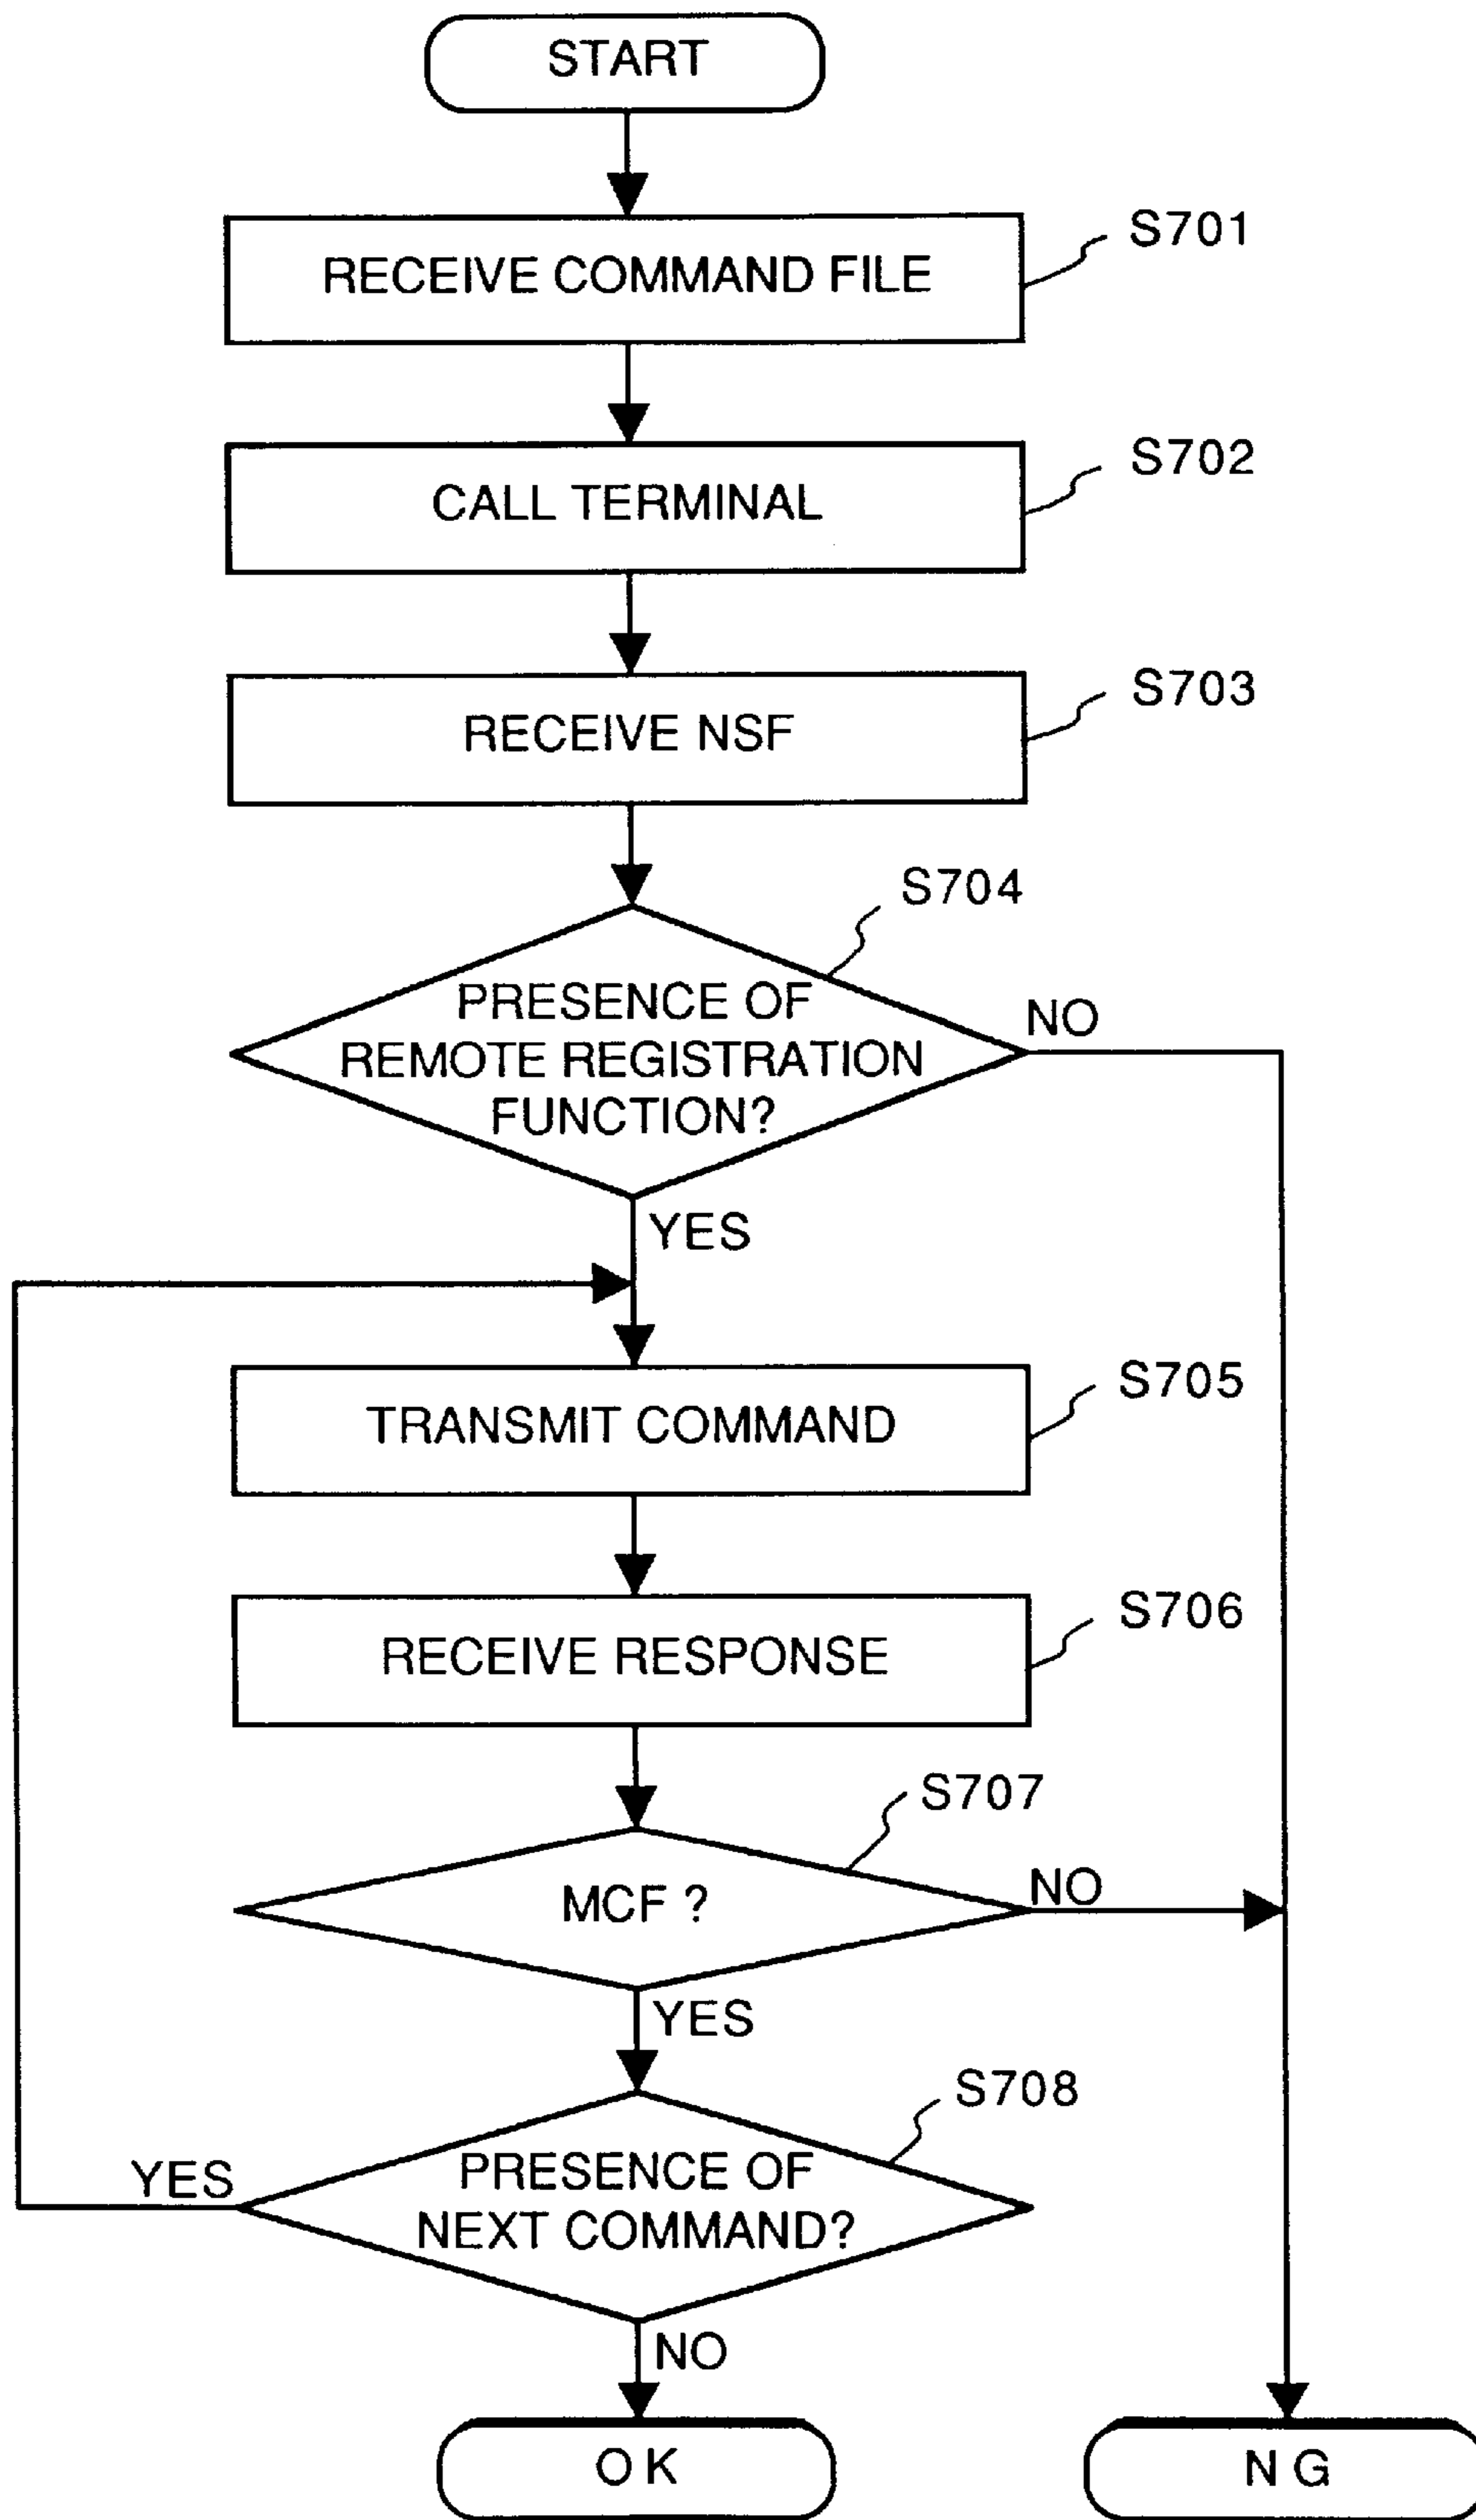 START
RECEIVE COMMAND FILE
S701
CALL TERMINAL
S702
RECEIVE NSF
S703
S704
PRESENCE OF
REMOTE REGISTRATION
FUNCTION?
NO
YES
TRANSMIT COMMAND
S705
RECEIVE RESPONSE
S706
S707
MCF ?
NO
YES
S708
PRESENCE OF
NEXT COMMAND?
YES
NO
OK
NG